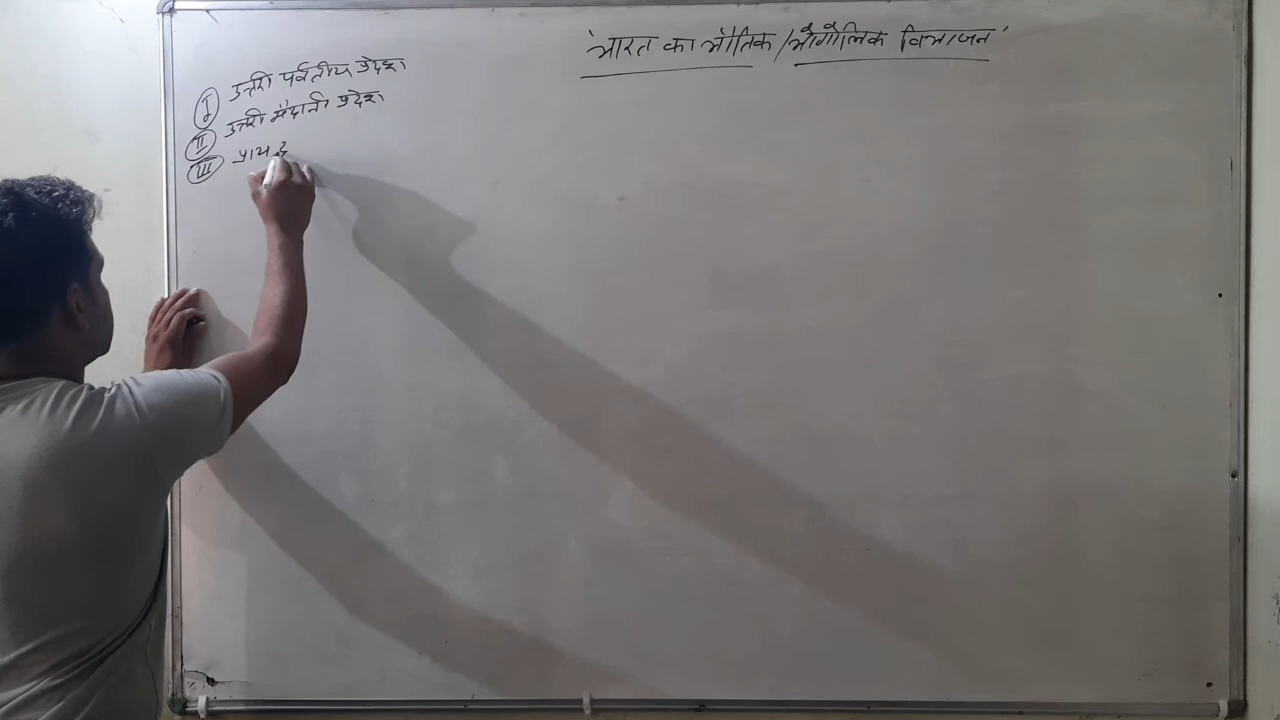 'भारत का भौतिक/भौगोलिक विभाजन'
I उत्तरी पर्वतीय प्रदेश
II उत्तरी मैदानी प्रदेश
III प्राय